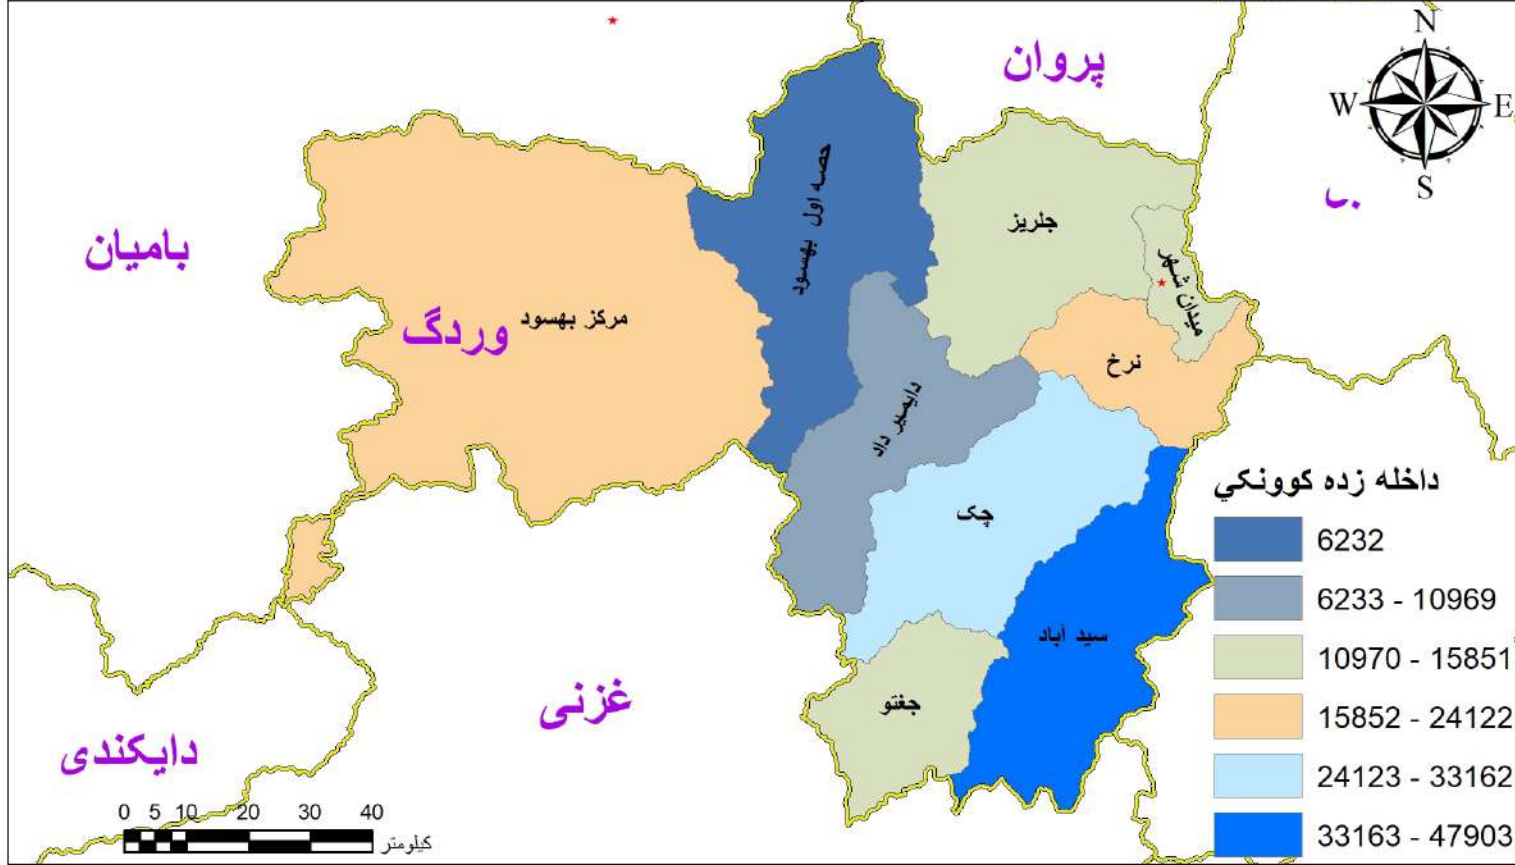 N
پروان
W E
S
حصه اول بهسود
جلریز
بامیان
میدان شهر
وردگ
مرکز بهسود
نرخ
دایمیر داد
داخله زده کوونکي
چک
6232
6233 - 10969
سید آباد
10970 - 15851
جغتو
غزنی
15852 - 24122
دایکندی
24123 - 33162
0 5 10 20 30 40
کیلومتر
33163 - 47903